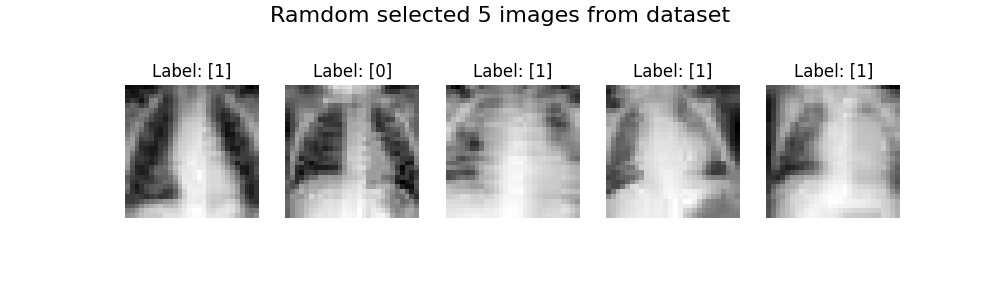 Ramdom selected 5 images from dataset
Label: [1] Label: [0] Label: [1] Label: [1] Label: [1]